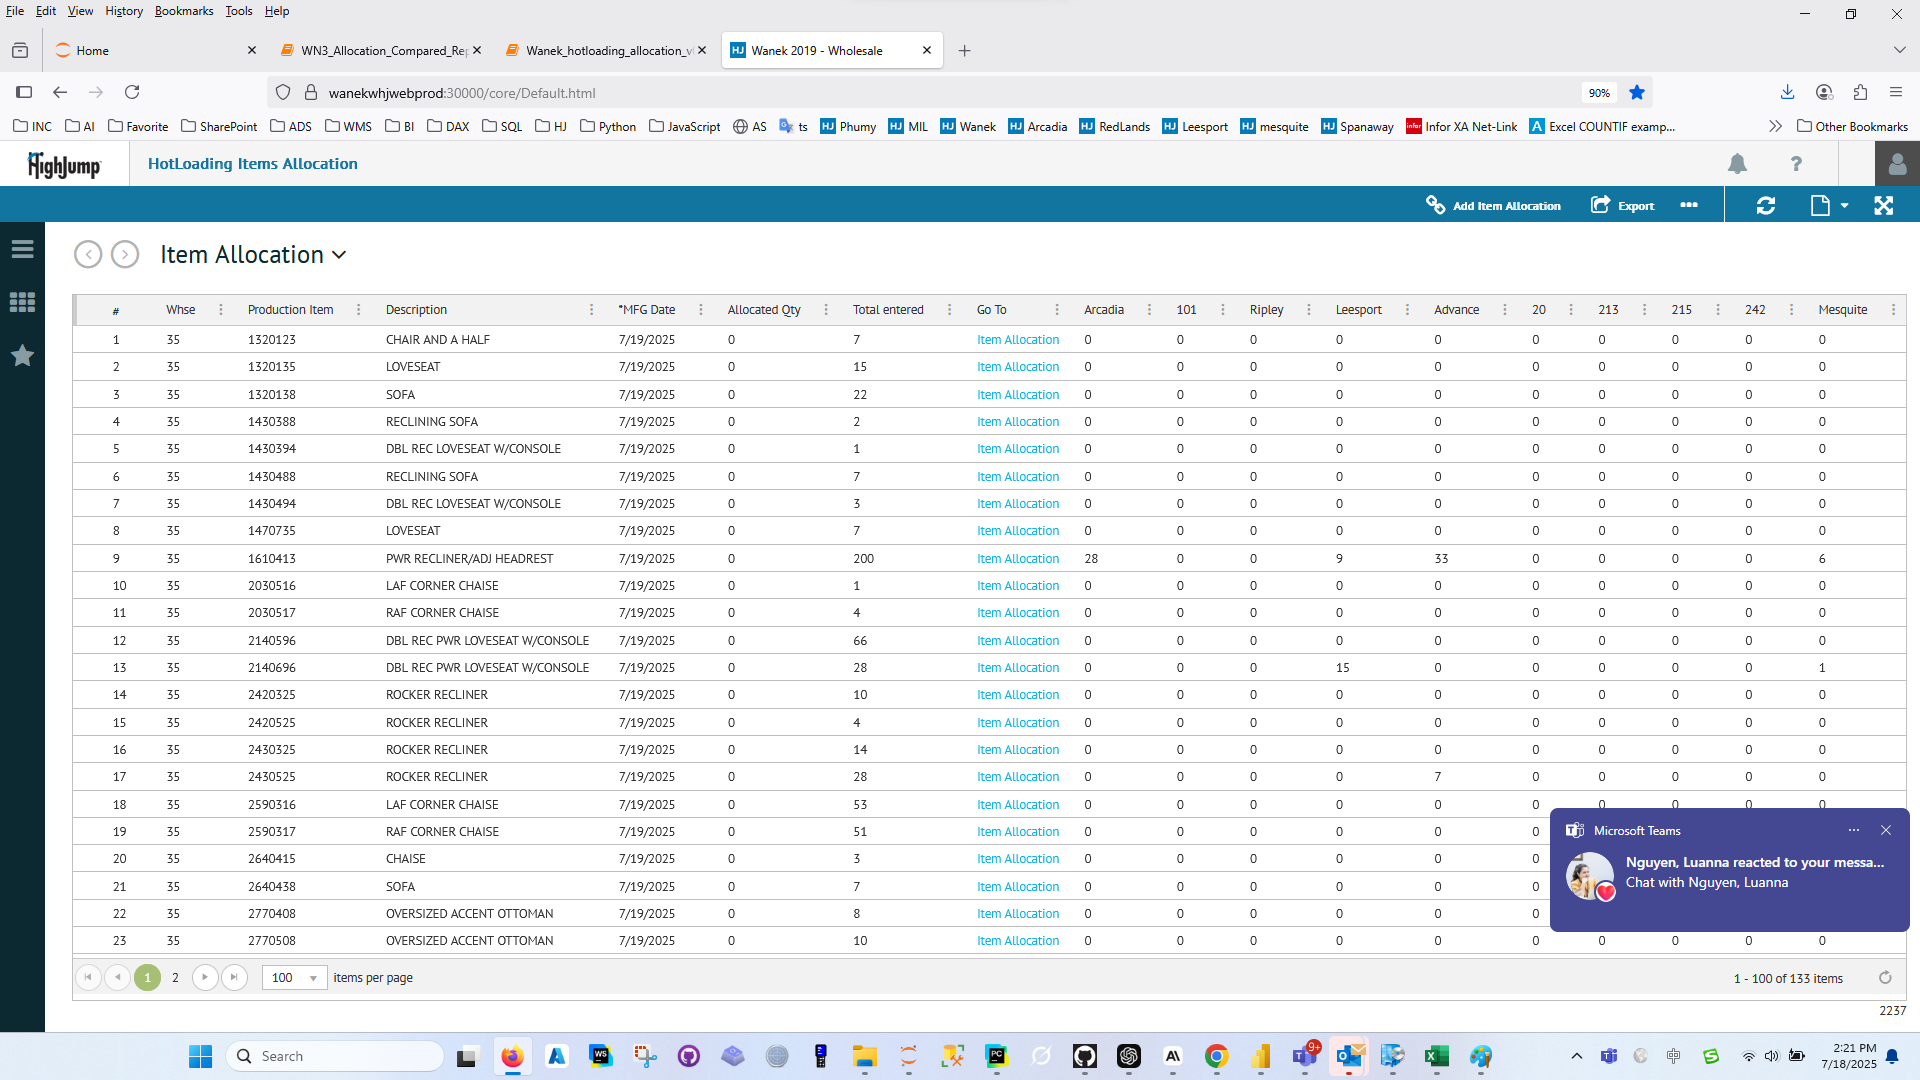 File Edit View History Bookmarks Tools Help
Home WN3_Allocation_Compared_Rep Wanek_hotloading_allocation_v Wanek 2019 - Wholesale
wanekwhjwebprod:30000/core/Default.html 90%
INC AI Favorite SharePoint ADS WMS BI DAX SQL HJ Python JavaScript AS ts Phumy MIL Wanek Arcadia RedLands Leesport mesquite Spanaway Infor XA Net-Link Excel COUNTIF examp... Other Bookmarks
HighJump HotLoading Items Allocation
Add Item Allocation Export
Item Allocation
# Whse Production Item Description *MFG Date Allocated Qty Total entered Go To Arcadia 101 Ripley Leesport Advance 20 213 215 242 Mesquite
1 35 1320123 CHAIR AND A HALF 7/19/2025 0 7 Item Allocation 0 0 0 0 0 0 0 0 0 0
2 35 1320135 LOVESEAT 7/19/2025 0 15 Item Allocation 0 0 0 0 0 0 0 0 0 0
3 35 1320138 SOFA 7/19/2025 0 22 Item Allocation 0 0 0 0 0 0 0 0 0 0
4 35 1430388 RECLINING SOFA 7/19/2025 0 2 Item Allocation 0 0 0 0 0 0 0 0 0 0
5 35 1430394 DBL REC LOVESEAT W/CONSOLE 7/19/2025 0 1 Item Allocation 0 0 0 0 0 0 0 0 0 0
6 35 1430488 RECLINING SOFA 7/19/2025 0 7 Item Allocation 0 0 0 0 0 0 0 0 0 0
7 35 1430494 DBL REC LOVESEAT W/CONSOLE 7/19/2025 0 3 Item Allocation 0 0 0 0 0 0 0 0 0 0
8 35 1470735 LOVESEAT 7/19/2025 0 7 Item Allocation 0 0 0 0 0 0 0 0 0 0
9 35 1610413 PWR RECLINER/ADJ HEADREST 7/19/2025 0 200 Item Allocation 28 0 0 9 33 0 0 0 0 6
10 35 2030516 LAF CORNER CHAISE 7/19/2025 0 1 Item Allocation 0 0 0 0 0 0 0 0 0 0
11 35 2030517 RAF CORNER CHAISE 7/19/2025 0 4 Item Allocation 0 0 0 0 0 0 0 0 0 0
12 35 2140596 DBL REC PWR LOVESEAT W/CONSOLE 7/19/2025 0 66 Item Allocation 0 0 0 0 0 0 0 0 0 0
13 35 2140696 DBL REC PWR LOVESEAT W/CONSOLE 7/19/2025 0 28 Item Allocation 0 0 0 15 0 0 0 0 0 1
14 35 2420325 ROCKER RECLINER 7/19/2025 0 10 Item Allocation 0 0 0 0 0 0 0 0 0 0
15 35 2420525 ROCKER RECLINER 7/19/2025 0 4 Item Allocation 0 0 0 0 0 0 0 0 0 0
16 35 2430325 ROCKER RECLINER 7/19/2025 0 14 Item Allocation 0 0 0 0 0 0 0 0 0 0
17 35 2430525 ROCKER RECLINER 7/19/2025 0 28 Item Allocation 0 0 0 0 7 0 0 0 0 0
18 35 2590316 LAF CORNER CHAISE 7/19/2025 0 53 Item Allocation 0 0 0 0 0 0 0 0 0 0
19 35 2590317 RAF CORNER CHAISE 7/19/2025 0 51 Item Allocation 0 0 0 0 0 0
20 35 2640415 CHAISE 7/19/2025 0 3 Item Allocation 0 0 0 0 0 0
21 35 2640438 SOFA 7/19/2025 0 7 Item Allocation 0 0 0 0 0 0
22 35 2770408 OVERSIZED ACCENT OTTOMAN 7/19/2025 0 8 Item Allocation 0 0 0 0 0 0
23 35 2770508 OVERSIZED ACCENT OTTOMAN 7/19/2025 0 10 Item Allocation 0 0 0 0 0 0 0 0 0 0
Microsoft Teams
Nguyen, Luanna reacted to your messa...
Chat with Nguyen, Luanna
1 2 100 items per page 1 - 100 of 133 items
2237
Search 9+ 中 2:21 PM
7/18/2025